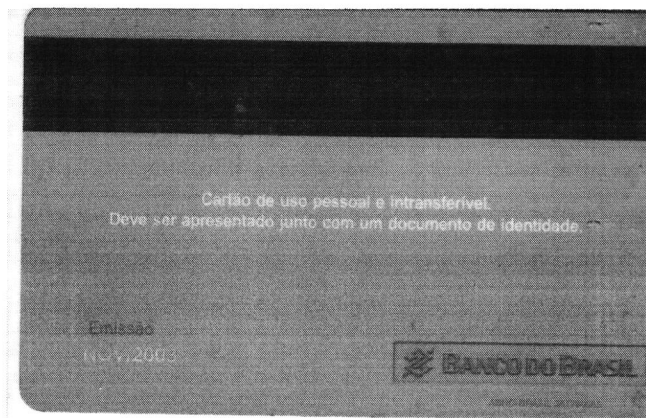 Cartão de uso pessoal e intransferível.
Deve ser apresentado junto com um documento de identidade.
Emissão
NOV/2003
BANCO DO BRASIL